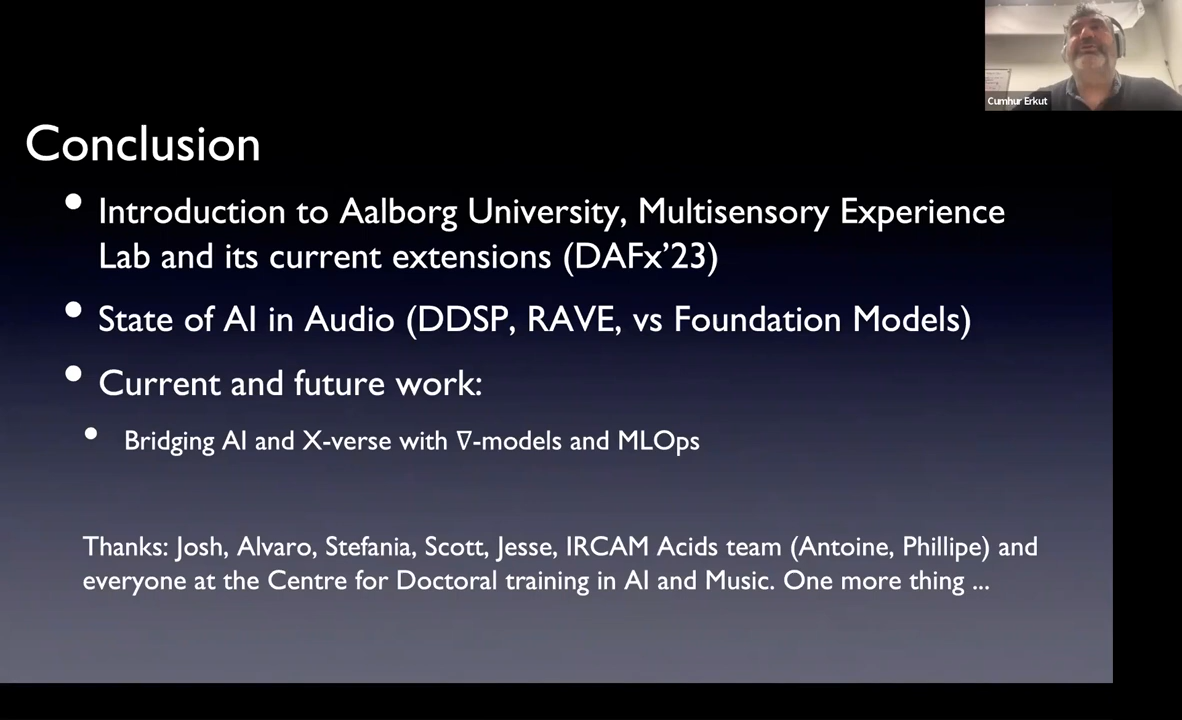 Cumhur Erkut
Conclusion
• Introduction to Aalborg University, Multisensory Experience
Lab and its current extensions (DAFx’23)
• State of AI in Audio (DDSP, RAVE, vs Foundation Models)
• Current and future work:
• Bridging AI and X-verse with ∇-models and MLOps
Thanks: Josh, Alvaro, Stefania, Scott, Jesse, IRCAM Acids team (Antoine, Phillipe) and
everyone at the Centre for Doctoral training in AI and Music. One more thing ...